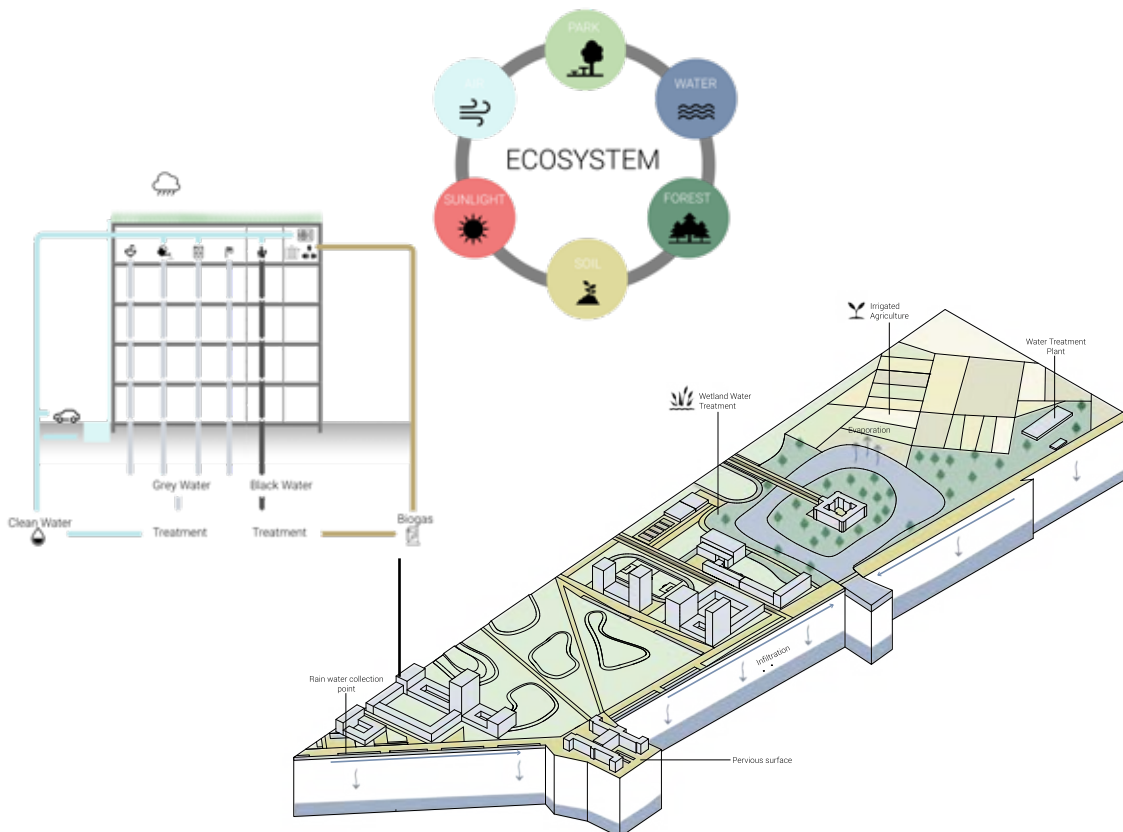 PARK
AIR
WATER
ECOSYSTEM
SUNLIGHT
FOREST
SOIL
Grey Water
Black Water
Clean Water
Treatment
Treatment
Biogas
Irrigated
Agriculture
Water Treatment
Plant
Wetland Water
Treatment
Evaporation
Infiltration
Rain water collection
point
Pervious surface